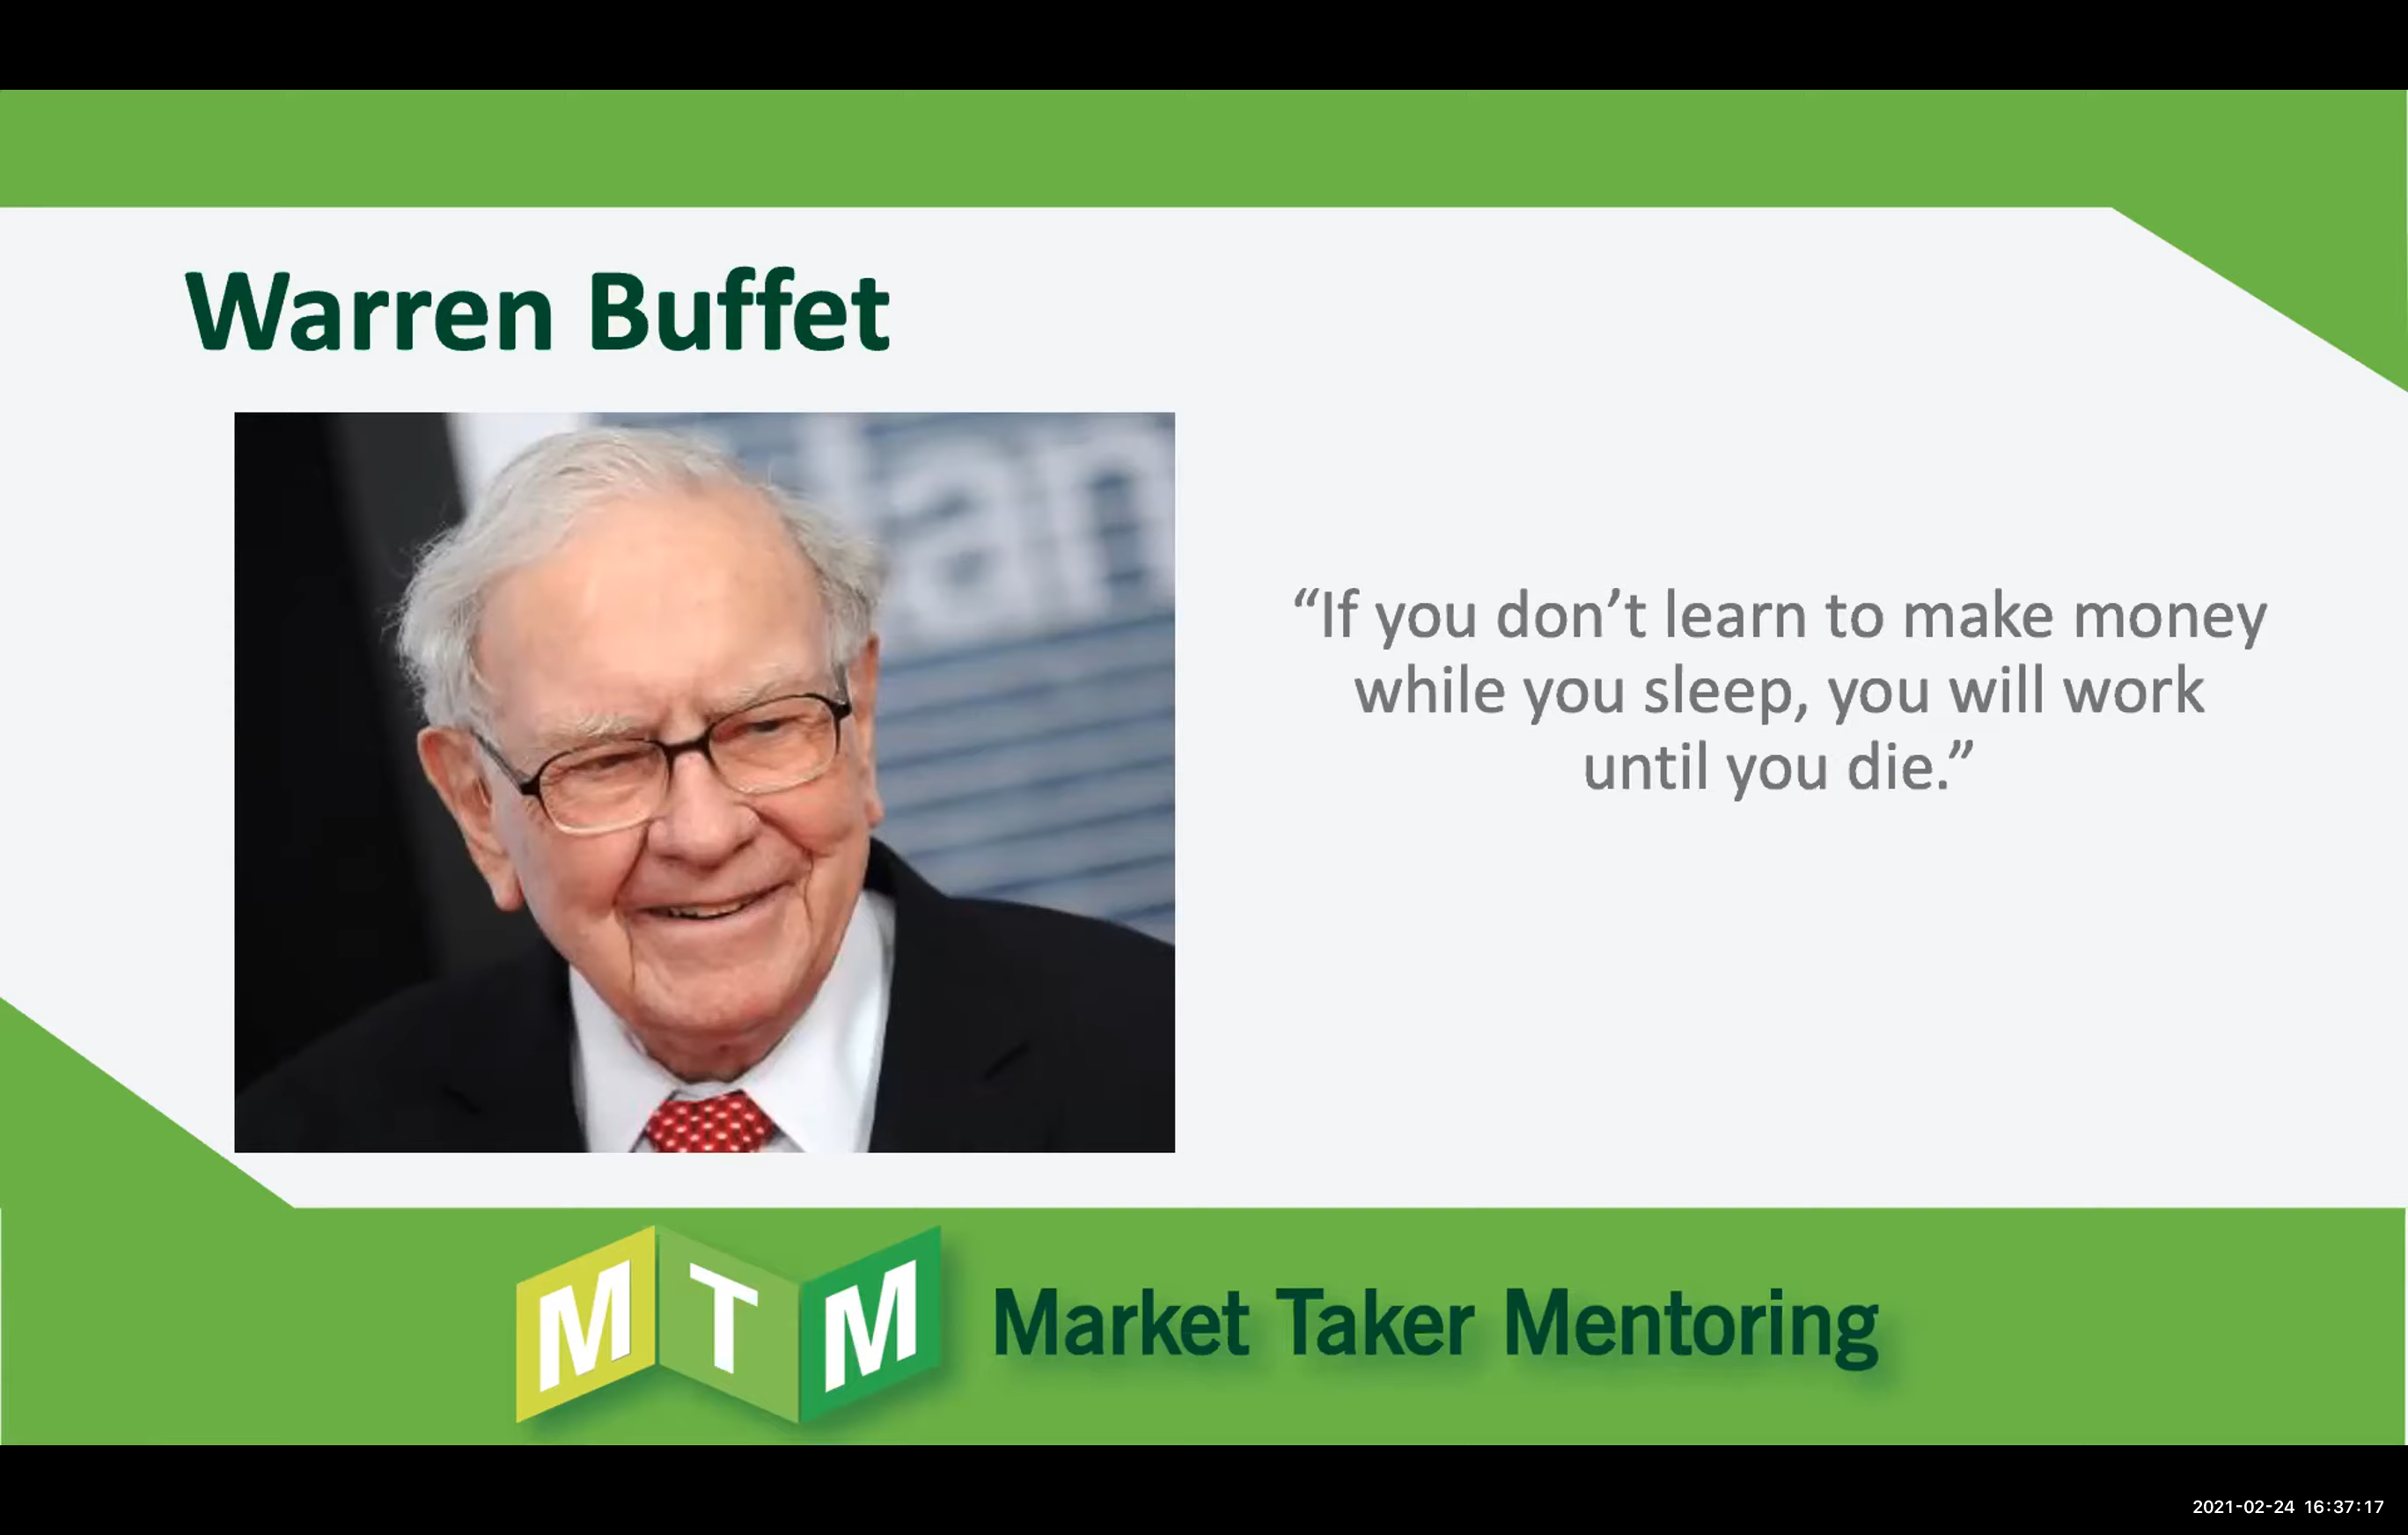 Warren Buffet
lan
“If you don’t learn to make money
while you sleep, you will work
until you die.”
MTM
Market Taker Mentoring
2021-02-24 16:37:17